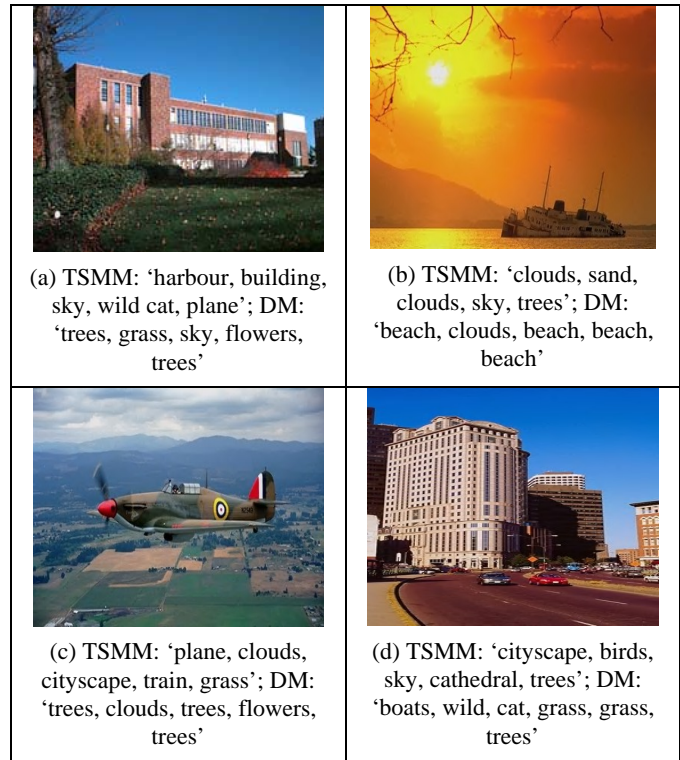 (a) TSMM: ‘harbour, building,
sky, wild cat, plane’; DM:
‘trees, grass, sky, flowers,
trees’
(b) TSMM: ‘clouds, sand,
clouds, sky, trees’; DM:
‘beach, clouds, beach, beach,
beach’
(c) TSMM: ‘plane, clouds,
cityscape, train, grass’; DM:
‘trees, clouds, trees, flowers,
trees’
(d) TSMM: ‘cityscape, birds,
sky, cathedral, trees’; DM:
‘boats, wild, cat, grass, grass,
trees’